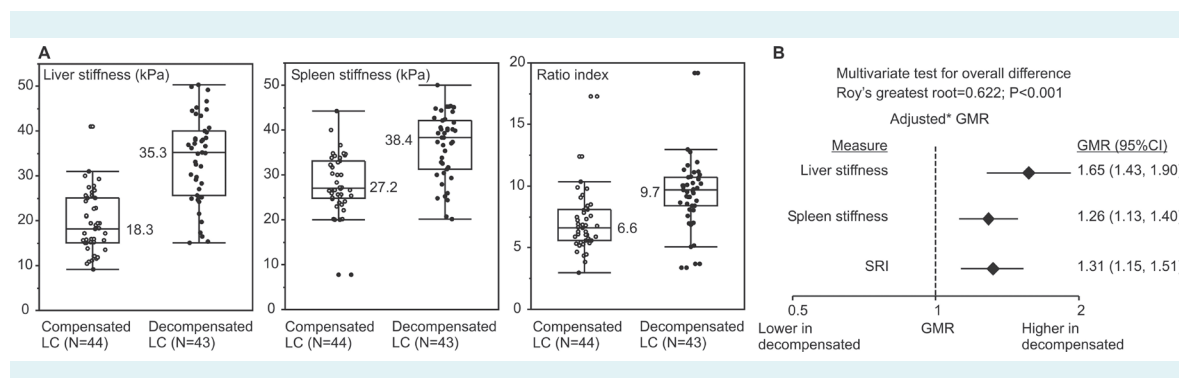 A
Liver stiffness (kPa)
50
40
30
20
10
0
35.3
18.3
Compensated
LC (N=44)
Decompensated
LC (N=43)
Spleen stiffness (kPa)
50
40
30
20
10
0
38.4
27.2
Compensated
LC (N=44)
Decompensated
LC (N=43)
Ratio index
20
15
10
5
0
9.7
6.6
Compensated
LC (N=44)
Decompensated
LC (N=43)
B
Multivariate test for overall difference
Roy's greatest root=0.622; P<0.001
Adjusted* GMR
Measure
GMR (95%CI)
Liver stiffness
1.65 (1.43, 1.90
Spleen stiffness
1.26 (1.13, 1.40
SRI
1.31 (1.15, 1.51)
0.5
1
2
Lower in
decompensated
GMR
Higher in
decompensated